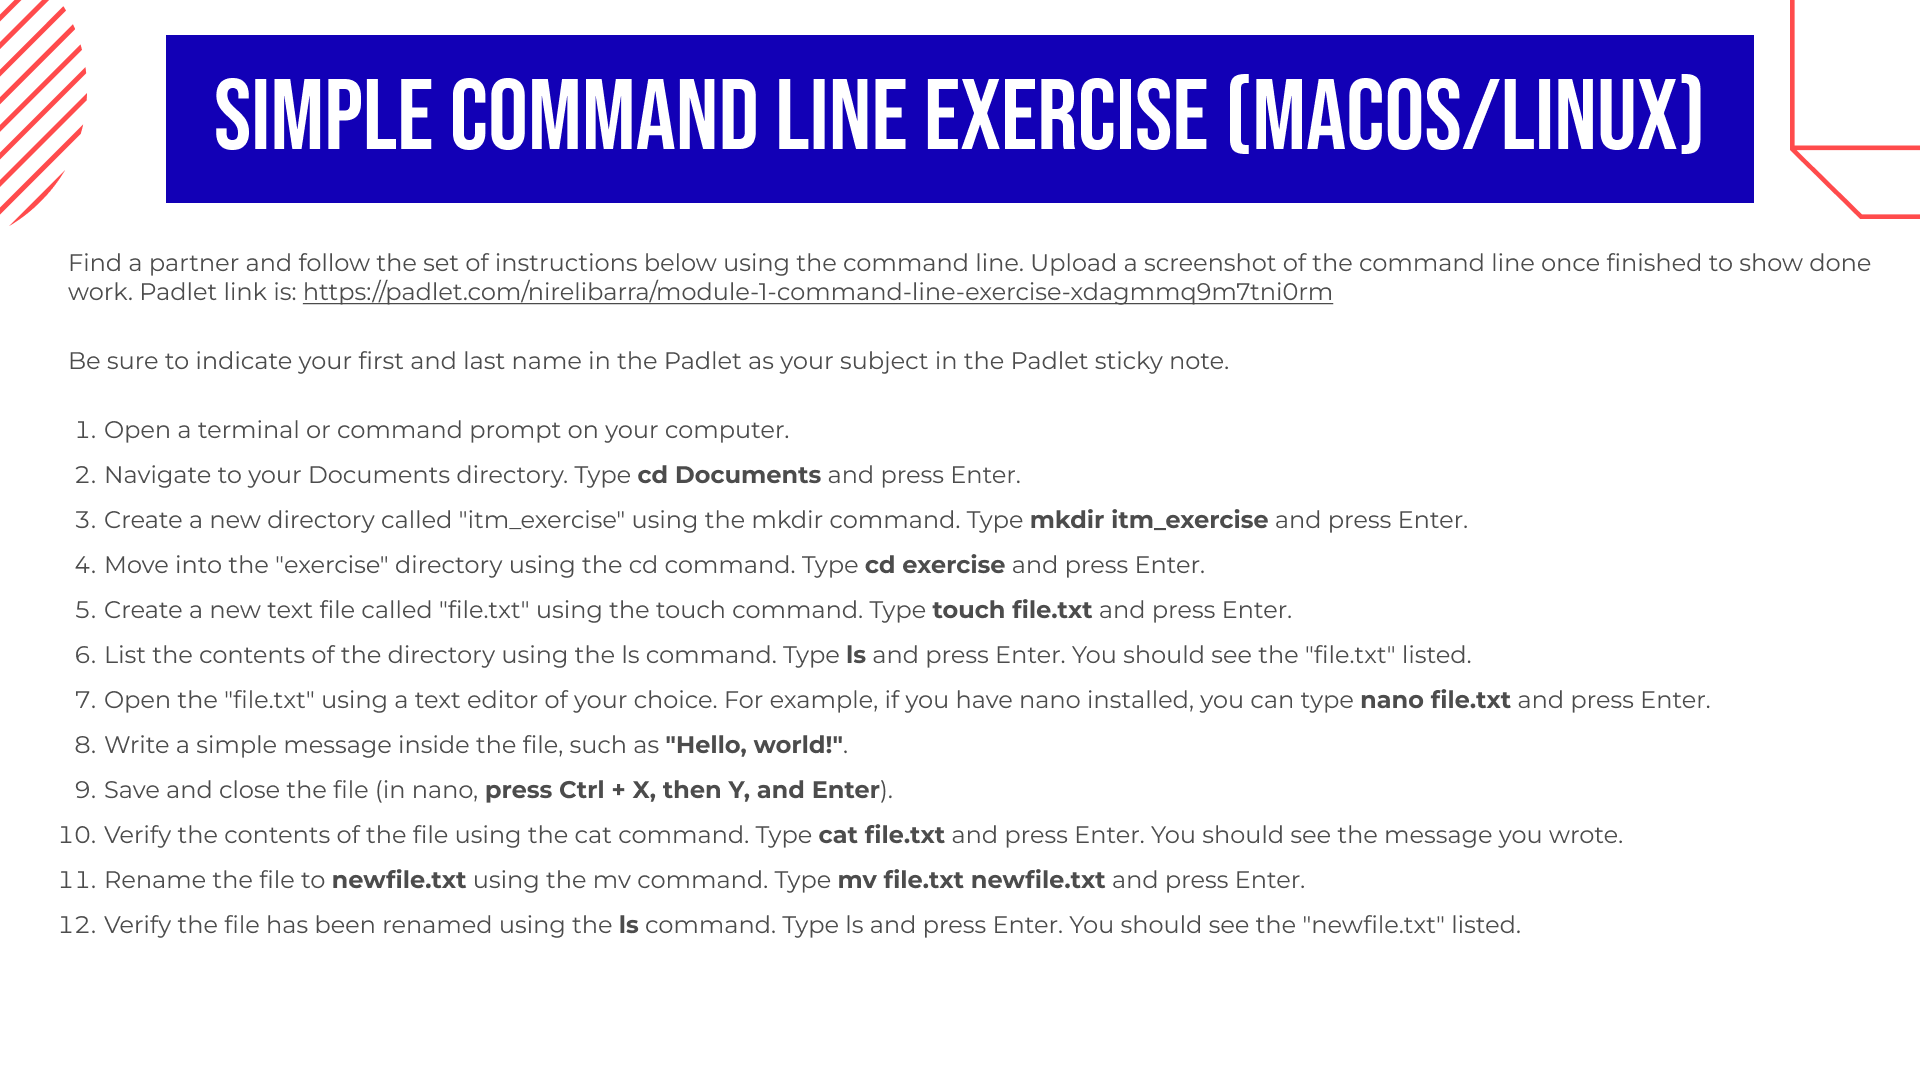 SIMPLE COMMAND LINE EXERCISE (MACOS/LINUX)
Find a partner and follow the set of instructions below using the command line. Upload a screenshot of the command line once finished to show done
work. Padlet link is: https://padlet.com/nirelibarra/module-1-command-line-exercise-xdagmmq9m7tni0rm
Be sure to indicate your first and last name in the Padlet as your subject in the Padlet sticky note.
1. Open a terminal or command prompt on your computer.
2. Navigate to your Documents directory. Type cd Documents and press Enter.
3. Create a new directory called "itm_exercise" using the mkdir command. Type mkdir itm_exercise and press Enter.
4. Move into the "exercise" directory using the cd command. Type cd exercise and press Enter.
5. Create a new text file called "file.txt" using the touch command. Type touch file.txt and press Enter.
6. List the contents of the directory using the ls command. Type ls and press Enter. You should see the "file.txt" listed.
7. Open the "file.txt" using a text editor of your choice. For example, if you have nano installed, you can type nano file.txt and press Enter.
8. Write a simple message inside the file, such as "Hello, world!".
9. Save and close the file (in nano, press Ctrl + X, then Y, and Enter).
10. Verify the contents of the file using the cat command. Type cat file.txt and press Enter. You should see the message you wrote.
11. Rename the file to newfile.txt using the mv command. Type mv file.txt newfile.txt and press Enter.
12. Verify the file has been renamed using the ls command. Type ls and press Enter. You should see the "newfile.txt" listed.